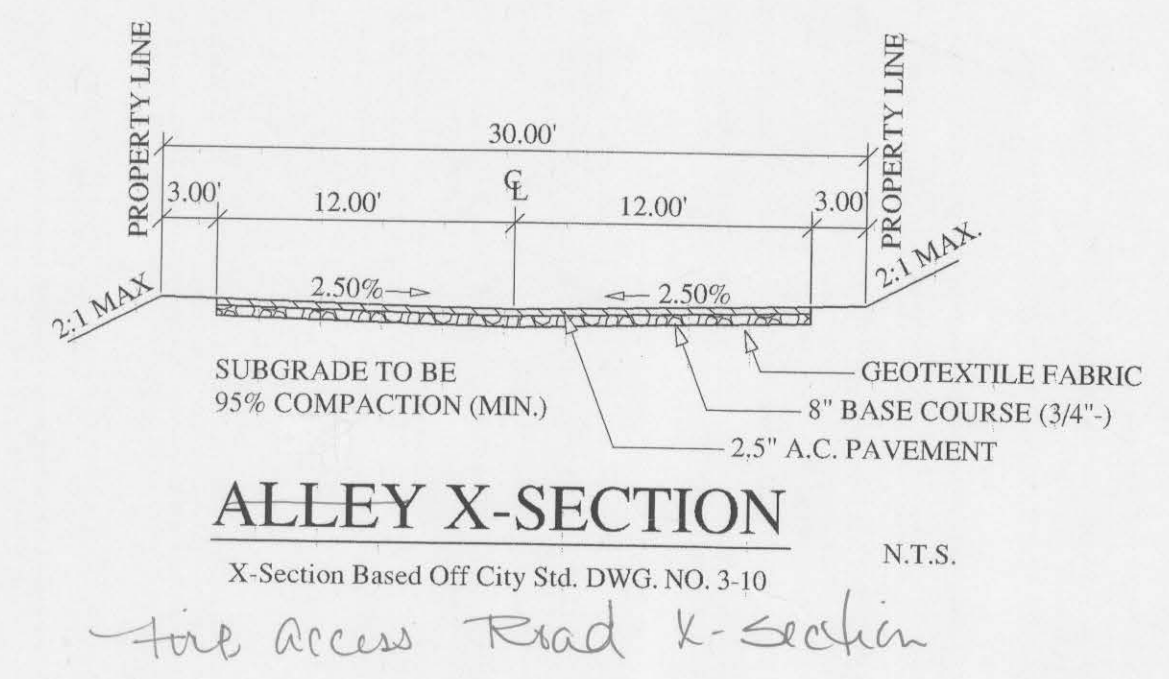 PROPERTY LINE
PROPERTY LINE
30.00'
3.00'
12.00'
℄
12.00'
3.00'
2:1 MAX
2.50%
2.50%
2:1 MAX.
SUBGRADE TO BE
95% COMPACTION (MIN.)
GEOTEXTILE FABRIC
8" BASE COURSE (3/4"-)
2.5" A.C. PAVEMENT
ALLEY X-SECTION
N.T.S.
X-Section Based Off City Std. DWG. NO. 3-10
Fire access Road X-Section